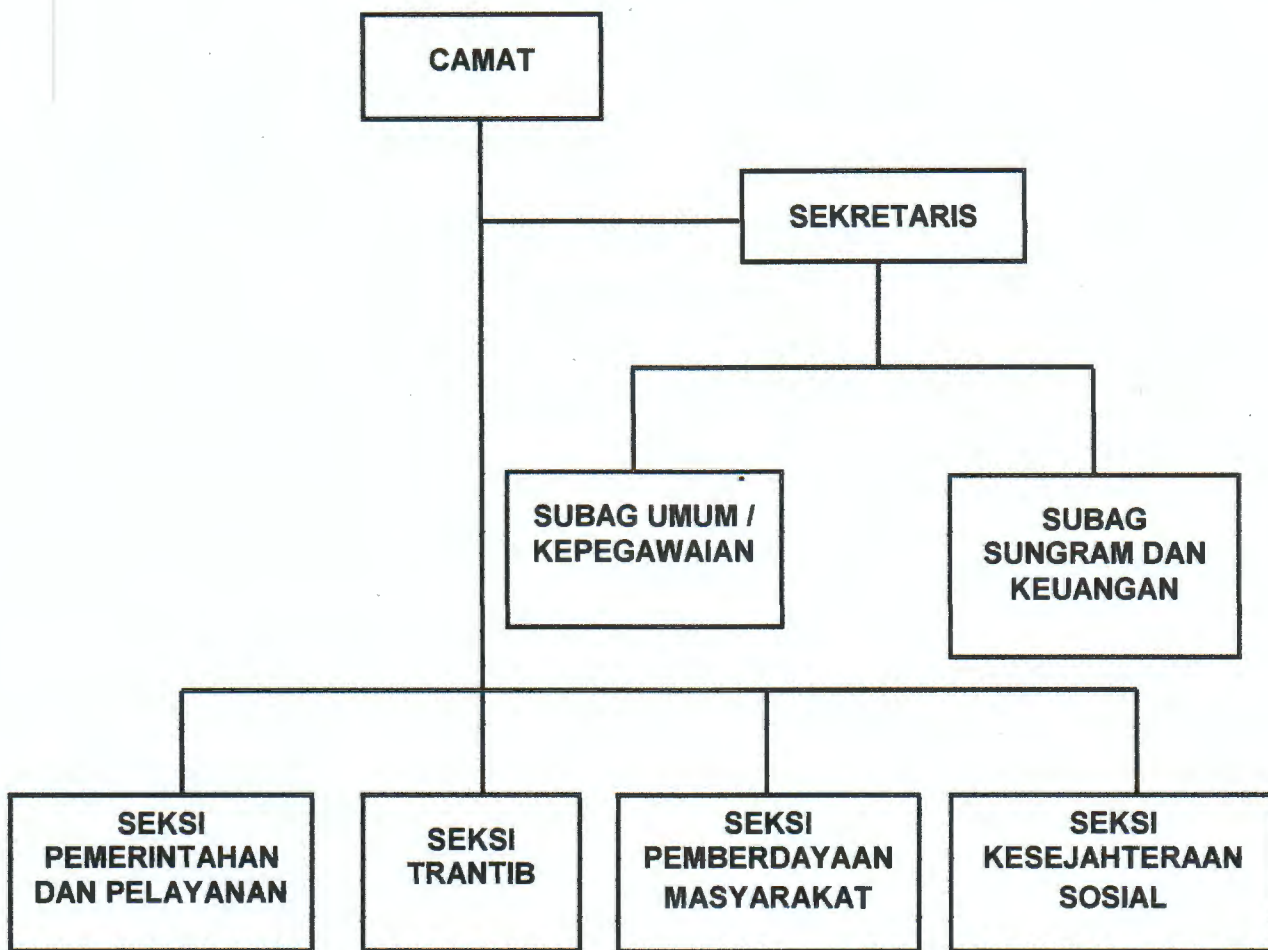 CAMAT
SEKRETARIS
SUBAG UMUM /
KEPEGAWAIAN
SUBAG
SUNGRAM DAN
KEUANGAN
SEKSI
PEMERINTAHAN
DAN PELAYANAN
SEKSI
TRANTIB
SEKSI
PEMBERDAYAAN
MASYARAKAT
SEKSI
KESEJAHTERAAN
SOSIAL